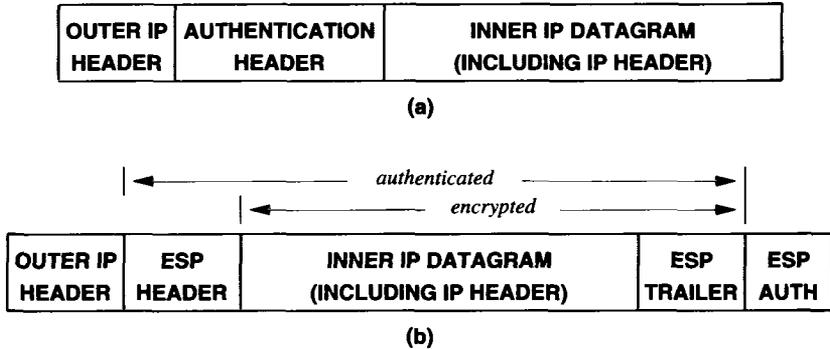 OUTER IP HEADER
AUTHENTICATION HEADER
INNER IP DATAGRAM (INCLUDING IP HEADER)
(a)
authenticated
encrypted
OUTER IP HEADER
ESP HEADER
INNER IP DATAGRAM (INCLUDING IP HEADER)
ESP TRAILER
ESP AUTH
(b)